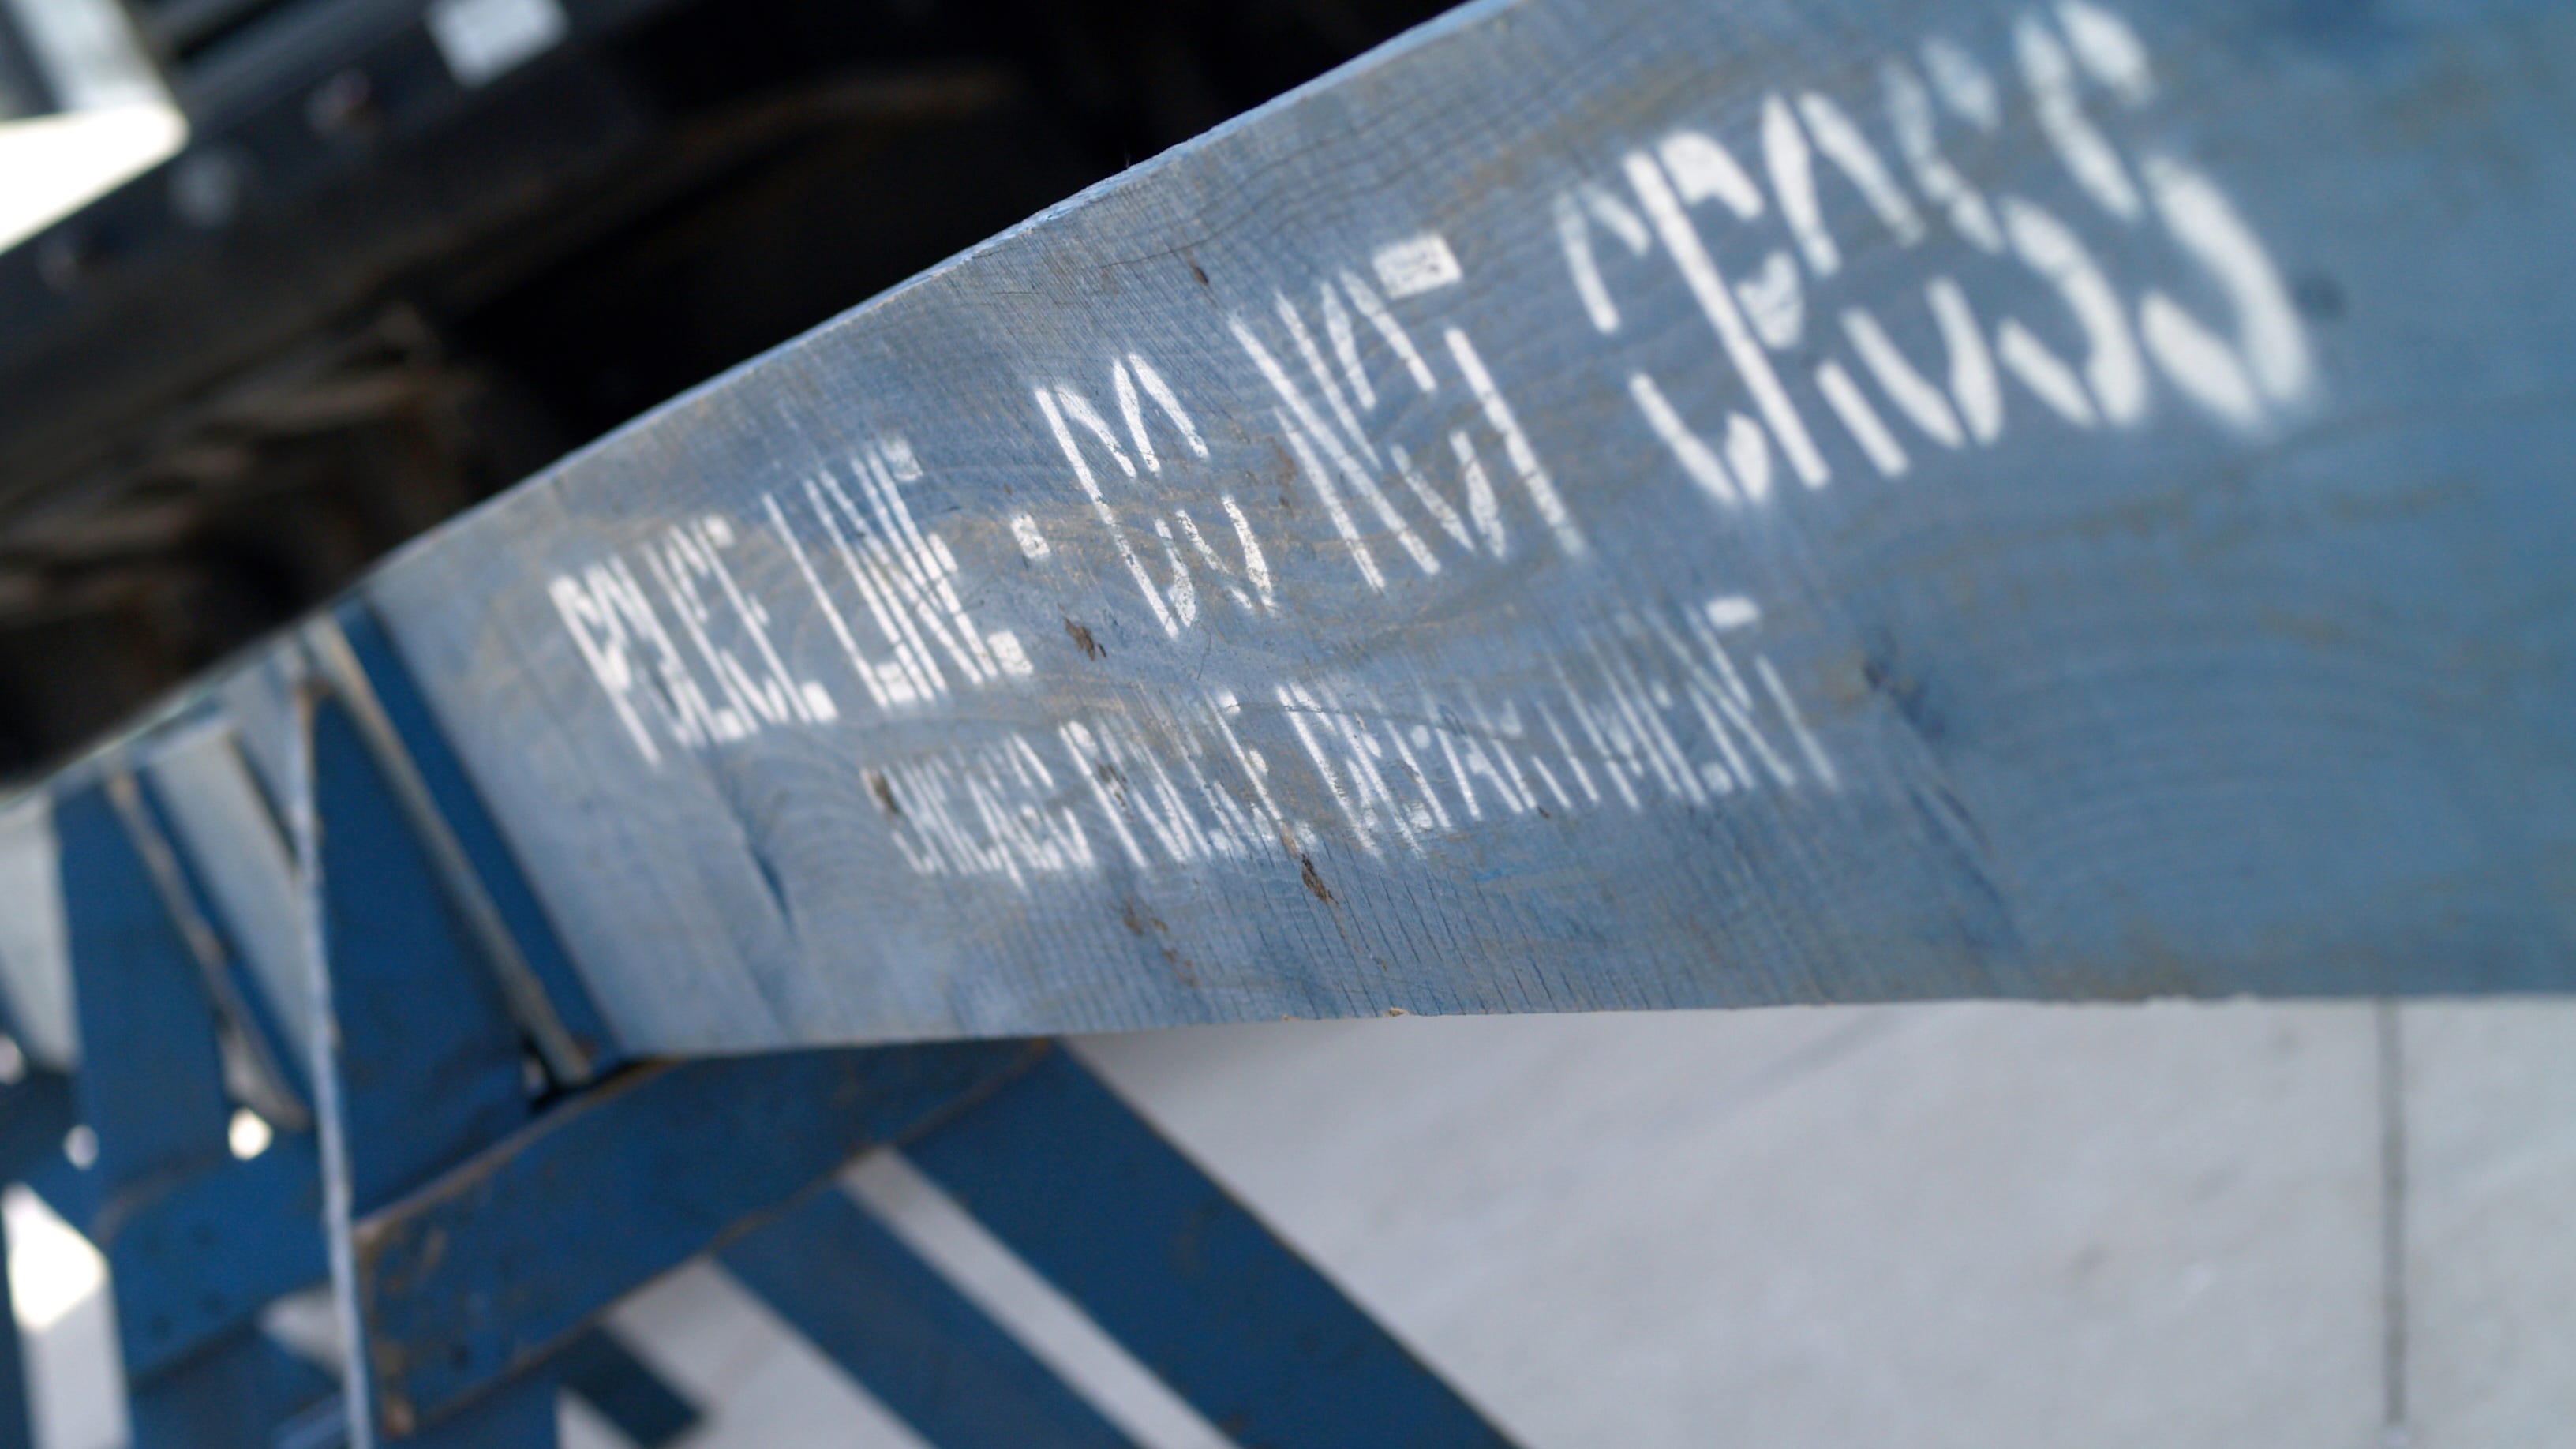 POLICE LINE · DO NOT CROSS
CHICAGO POLICE DEPARTMENT